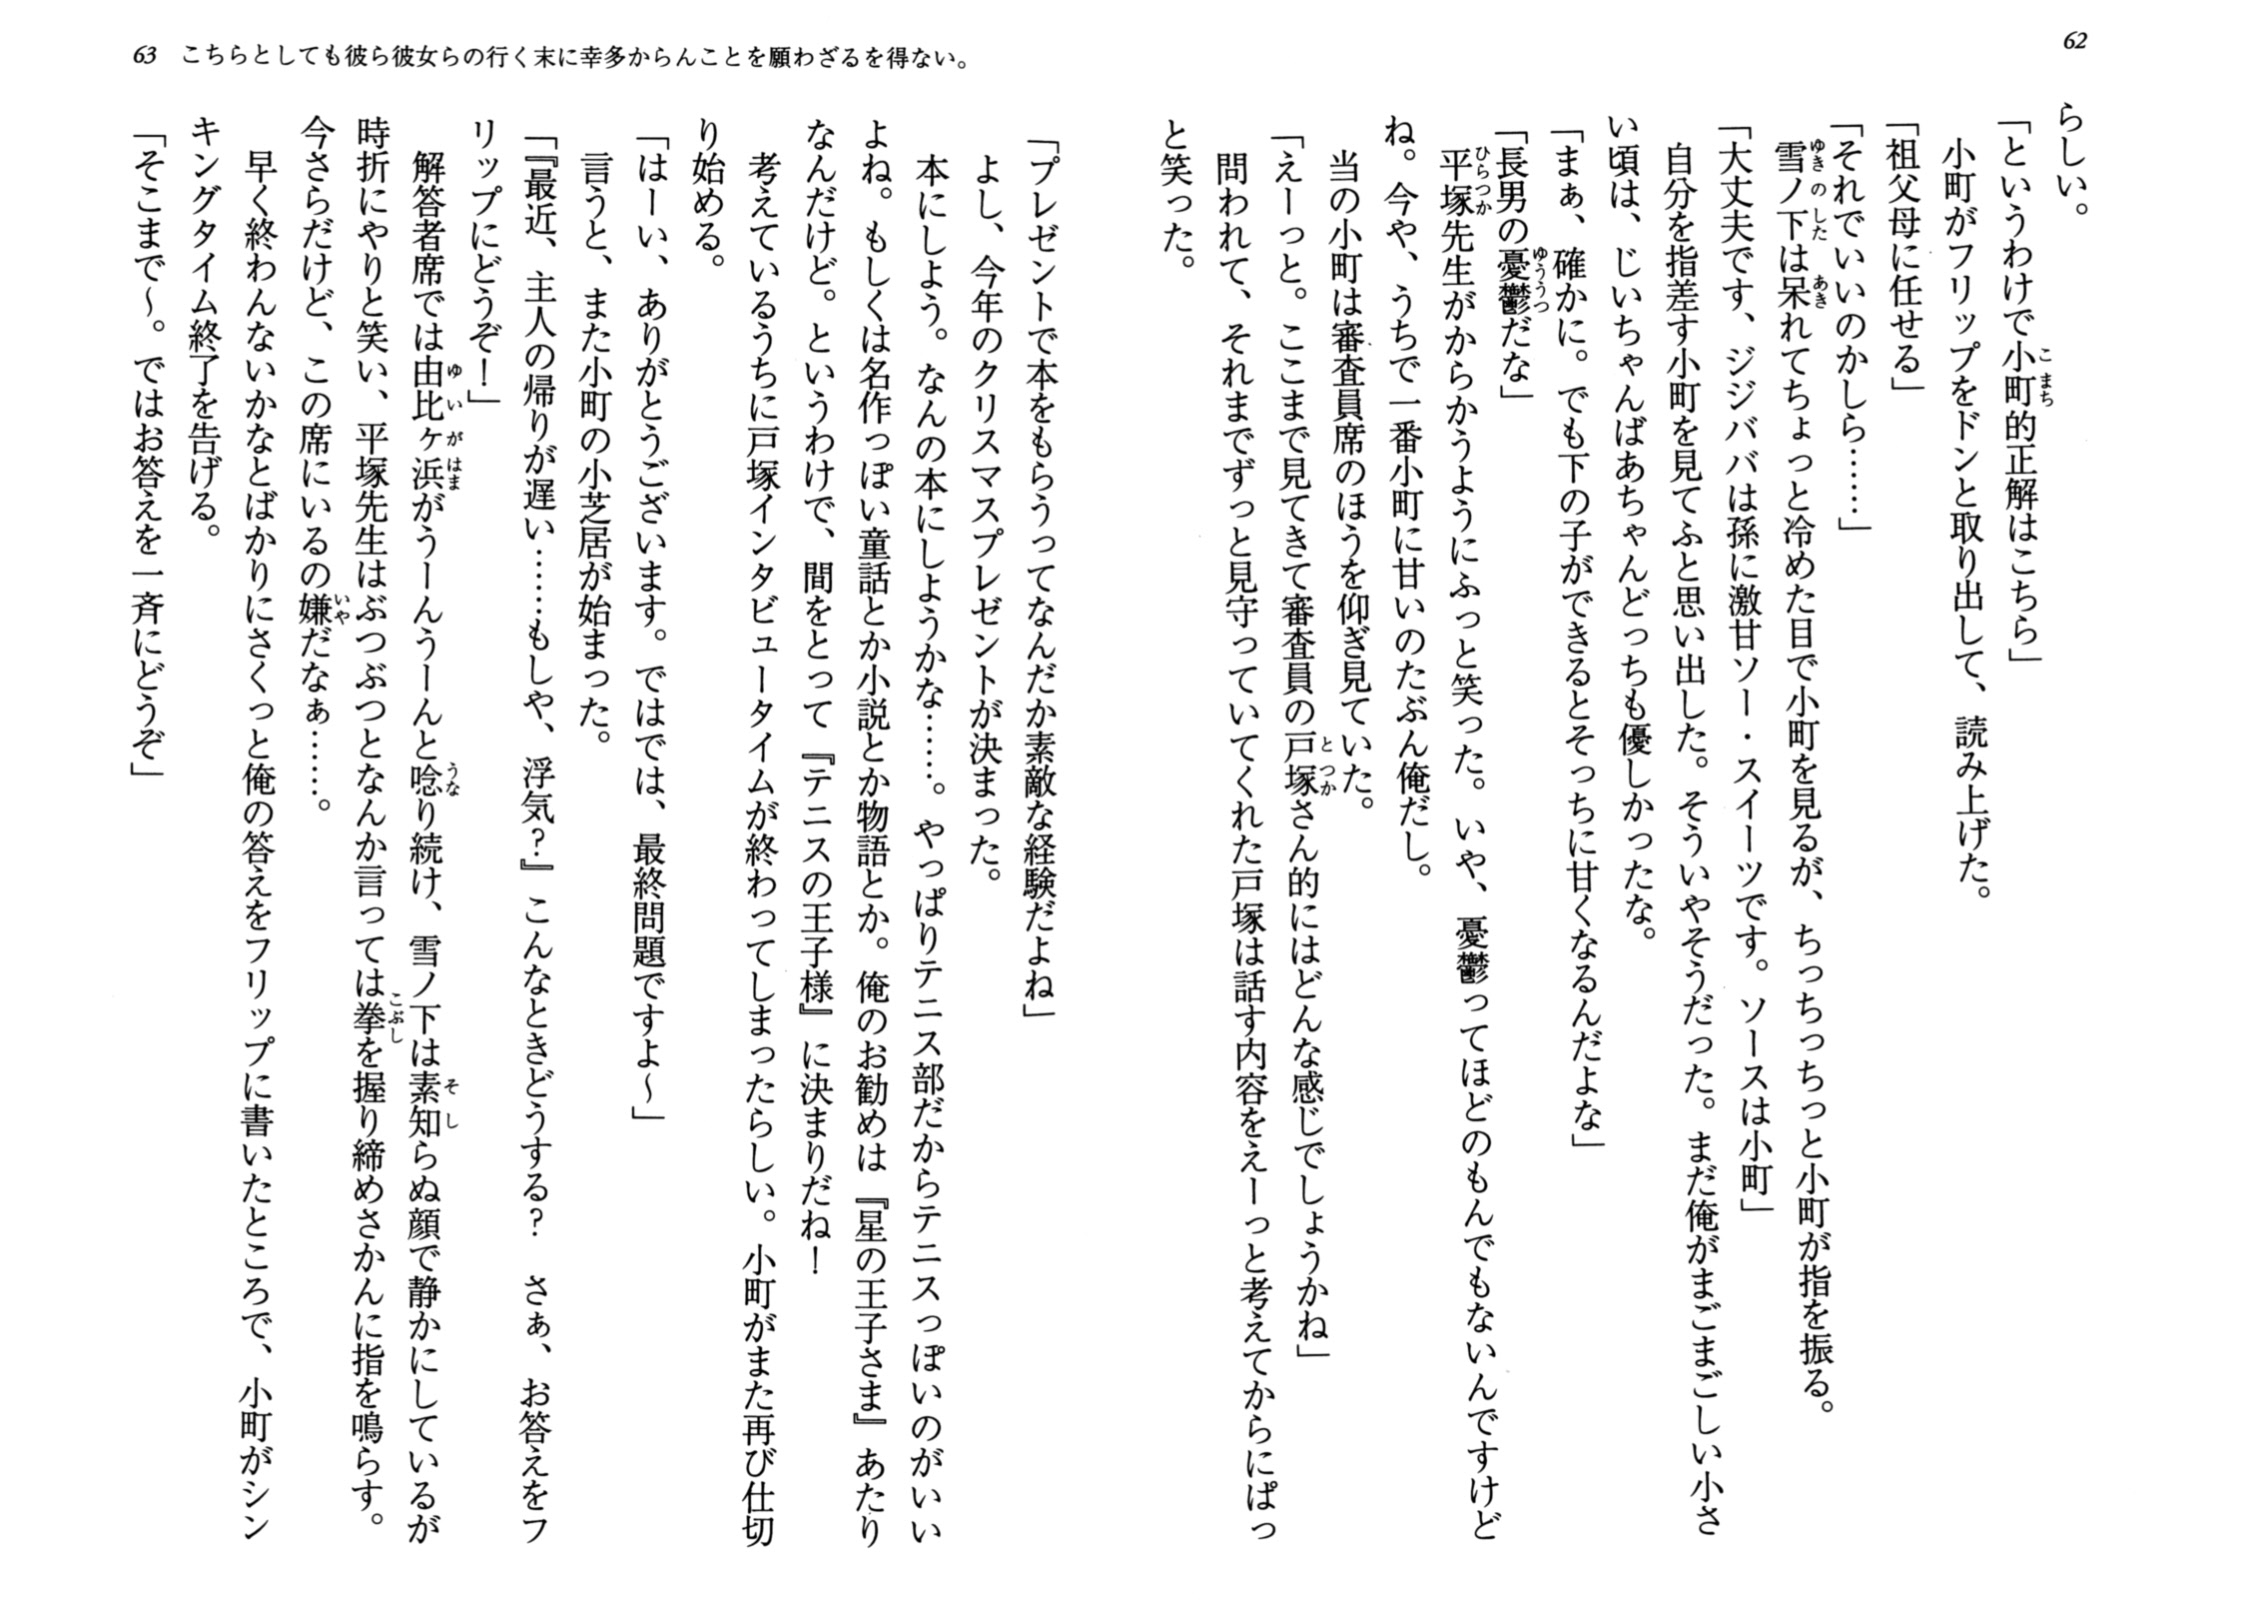 62
らしい。
「というわけで小町的正解はこちら」
小町がフリップをドンと取り出して、読み上げた。
「祖父母に任せる」
「それでいいのかしら……」
雪ノ下は呆れてちょっと冷めた目で小町を見るが、ちっちっちっと小町が指を振る。
「大丈夫です、ジジババは孫に激甘ソー・スイーツです。ソースは小町」
自分を指差す小町を見てふと思い出した。そういやそうだった。まだ俺がまごまごしい小さ
い頃は、じいちゃんばあちゃんどっちも優しかったな。
「まぁ、確かに。でも下の子ができるとそっちに甘くなるんだよな」
「長男の憂鬱だな」
平塚先生がからかうようにふっと笑った。いや、憂鬱ってほどのもんでもないんですけど
ね。今や、うちで一番小町に甘いのたぶん俺だし。
当の小町は審査員席のほうを仰ぎ見ていた。
「えーっと。ここまで見てきて審査員の戸塚さん的にはどんな感じでしょうかね」
問われて、それまでずっと見守っていてくれた戸塚は話す内容をえーっと考えてからにぱっ
と笑った。
63 こちらとしても彼ら彼女らの行く末に幸多からんことを願わざるを得ない。
「プレゼントで本をもらうってなんだか素敵な経験だよね」
よし、今年のクリスマスプレゼントが決まった。
本にしよう。なんの本にしようかな……。やっぱりテニス部だからテニスっぽいのがいい
よね。もしくは名作っぽい童話とか小説とか物語とか。俺のお勧めは『星の王子さま』あたり
なんだけど。というわけで、間をとって『テニスの王子様』に決まりだね！
考えているうちに戸塚インタビュータイムが終わってしまったらしい。小町がまた再び仕切
り始める。
「はーい、ありがとうございます。ではでは、最終問題ですよ～」
言うと、また小町の小芝居が始まった。
「『最近、主人の帰りが遅い……もしや、浮気？』こんなときどうする？　さぁ、お答えをフ
リップにどうぞ！」
解答者席では由比ヶ浜がうーんうーんと唸り続け、雪ノ下は素知らぬ顔で静かにしているが
時折にやりと笑い、平塚先生はぶつぶつとなんか言っては拳を握り締めさかんに指を鳴らす。
今さらだけど、この席にいるの嫌だなぁ……。
早く終わんないかなとばかりにさくっと俺の答えをフリップに書いたところで、小町がシン
キングタイム終了を告げる。
「そこまで～。ではお答えを一斉にどうぞ」